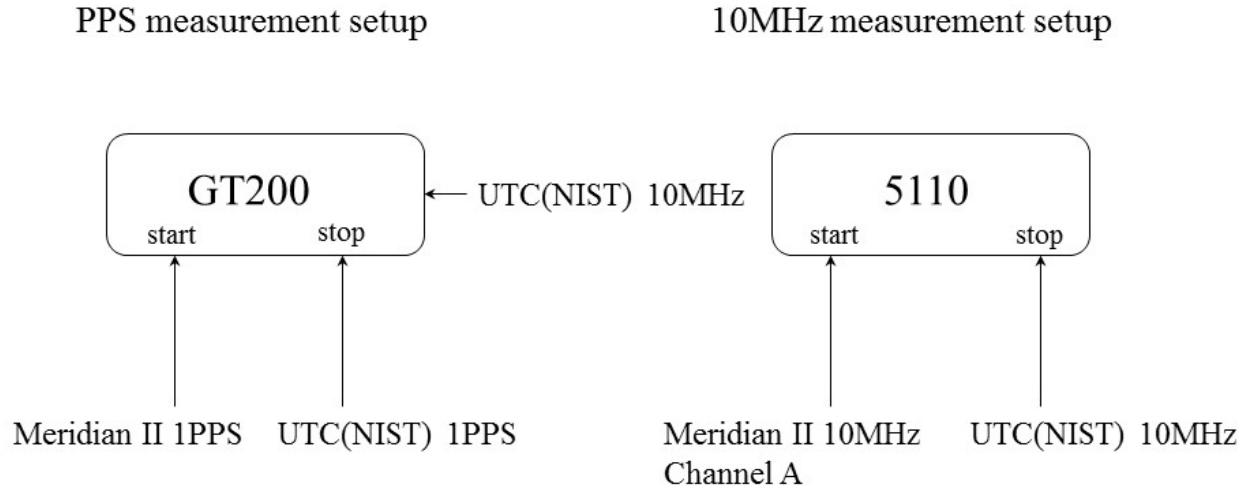 PPS measurement setup
10MHz measurement setup
GT200
start
stop
UTC(NIST) 10MHz
5110
start
stop
Meridian II 1PPS
UTC(NIST) 1PPS
Meridian II 10MHz
Channel A
UTC(NIST) 10MHz